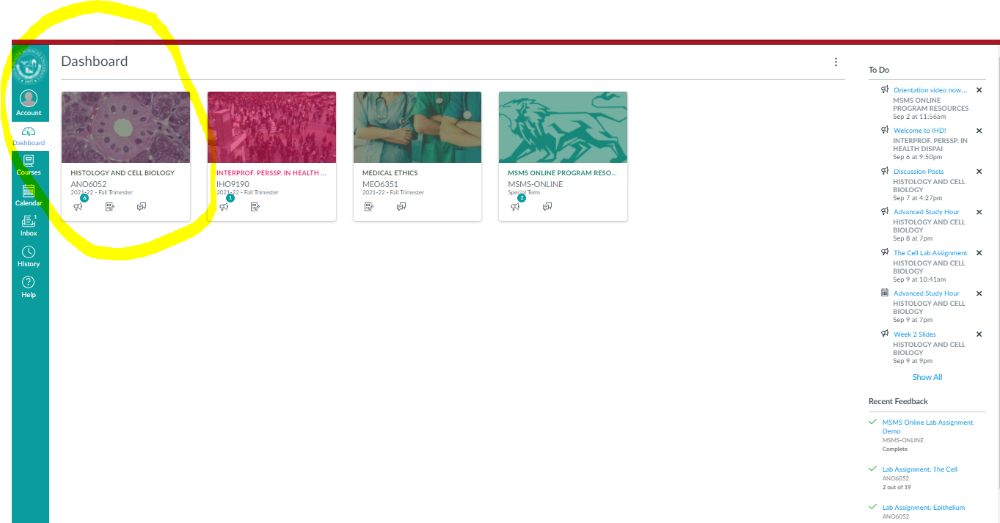 Account
Dashboard
Courses
Calendar
1
Inbox
History
Help
Dashboard
HISTOLOGY AND CELL BIOLOGY
ANO6052
2021-22 - Fall Trimester
6
INTERPROF. PERSSP. IN HEALTH ...
IHO9190
2021-22 - Fall Trimester
1
MEDICAL ETHICS
MEO6351
2021-22 - Fall Trimester
MSMS ONLINE PROGRAM RESO...
MSMS-ONLINE
Special Term
2
To Do
Orientation video now...
MSMS ONLINE
PROGRAM RESOURCES
Sep 2 at 11:56am
Welcome to IHD!
INTERPROF. PERSSP. IN
HEALTH DISPAI
Sep 6 at 9:50pm
Discussion Posts
HISTOLOGY AND CELL
BIOLOGY
Sep 7 at 4:27pm
Advanced Study Hour
HISTOLOGY AND CELL
BIOLOGY
Sep 8 at 7pm
The Cell Lab Assignment
HISTOLOGY AND CELL
BIOLOGY
Sep 9 at 10:41am
Advanced Study Hour
HISTOLOGY AND CELL
BIOLOGY
Sep 9 at 7pm
Week 2 Slides
HISTOLOGY AND CELL
BIOLOGY
Sep 9 at 9pm
Show All
Recent Feedback
MSMS Online Lab Assignment
Demo
MSMS-ONLINE
Complete
Lab Assignment: The Cell
ANO6052
2 out of 19
Lab Assignment: Epithelium
ANO6052